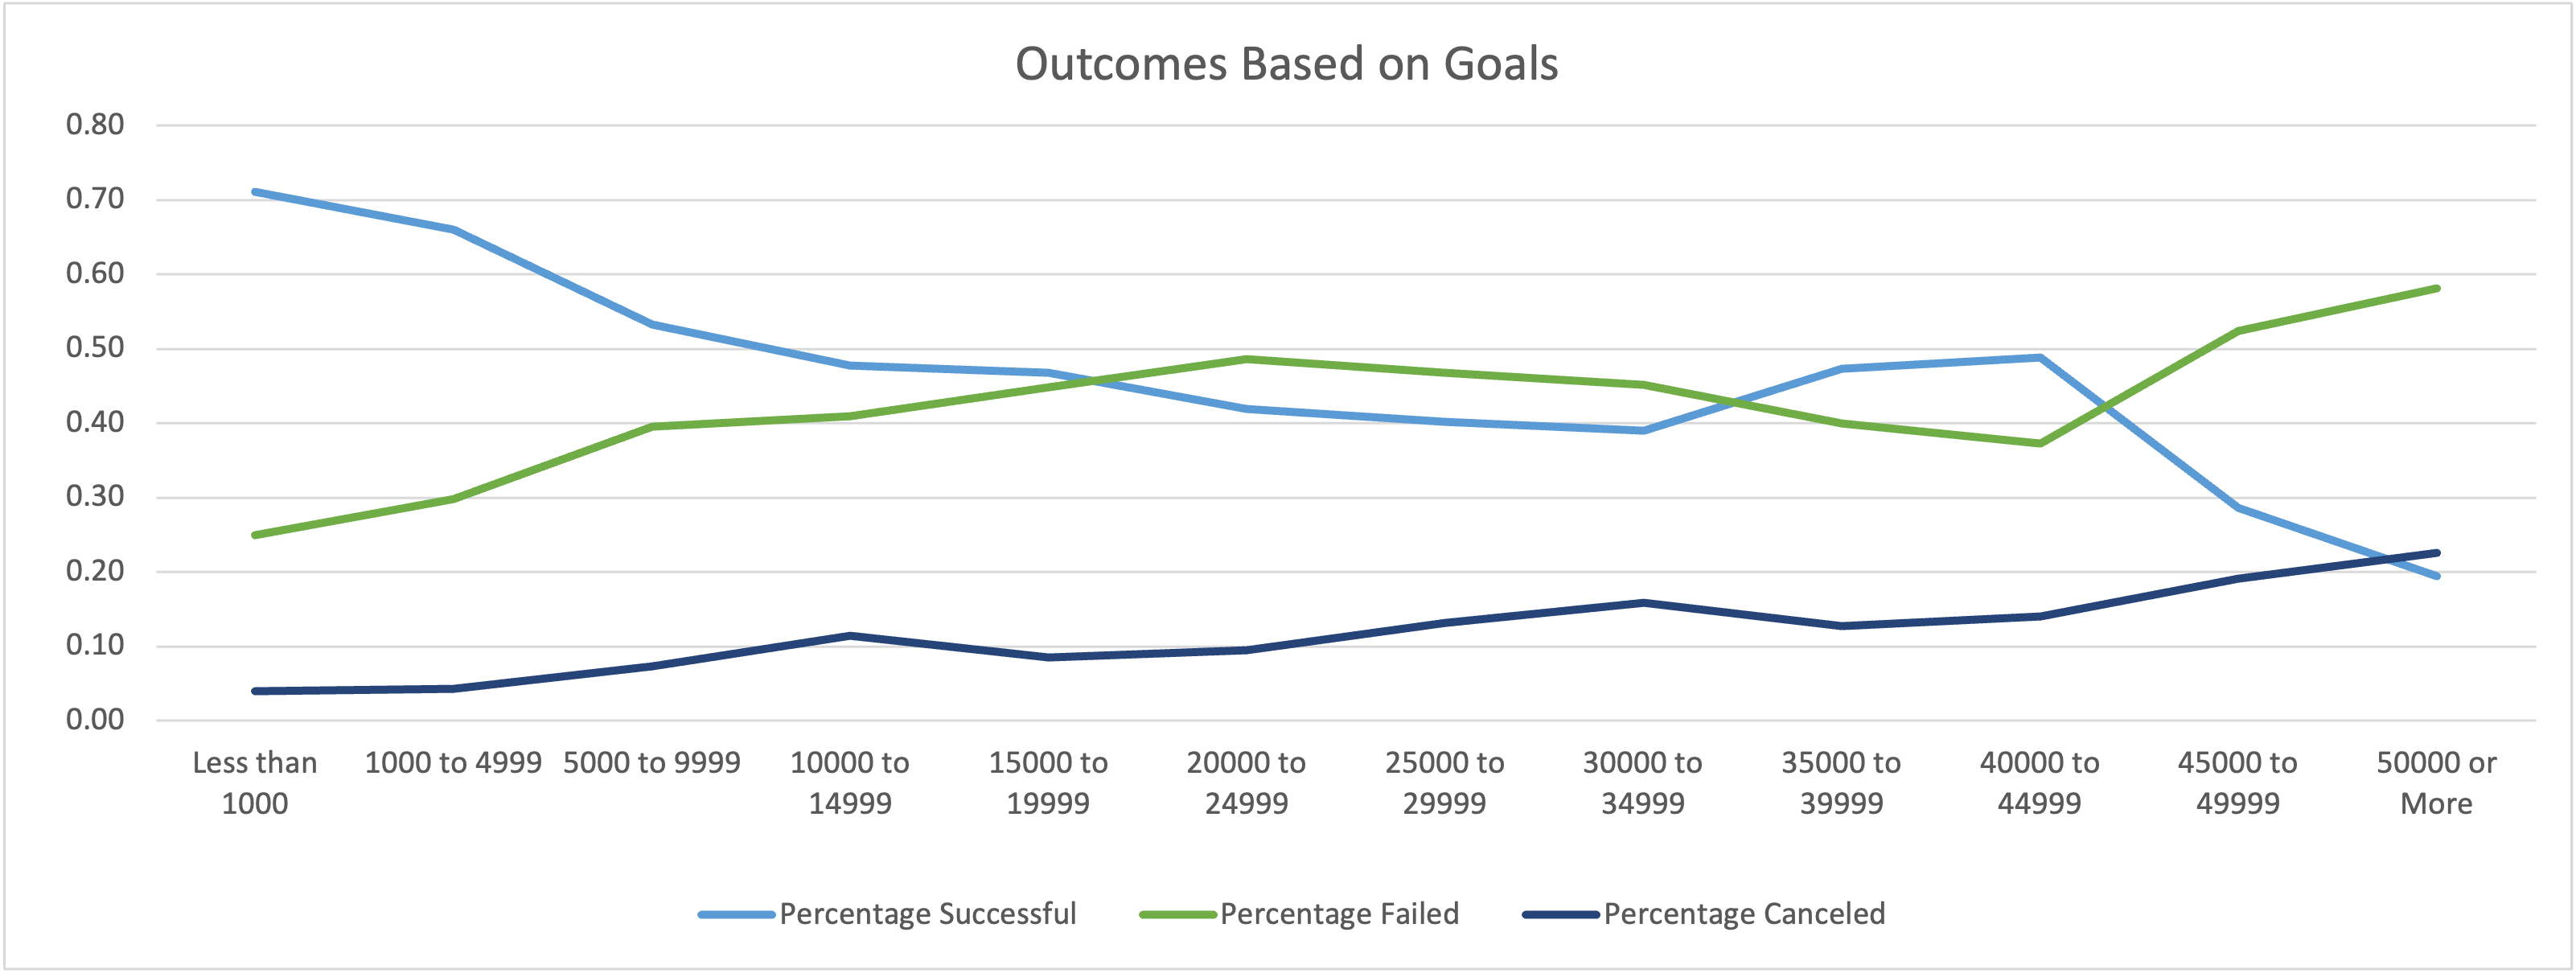 Outcomes Based on Goals
0.80
0.70
0.60
0.50
0.40
0.30
0.20
0.10
0.00
Less than 1000
1000 to 4999
5000 to 9999
10000 to 14999
15000 to 19999
20000 to 24999
25000 to 29999
30000 to 34999
35000 to 39999
40000 to 44999
45000 to 49999
50000 or More
Percentage Successful
Percentage Failed
Percentage Canceled